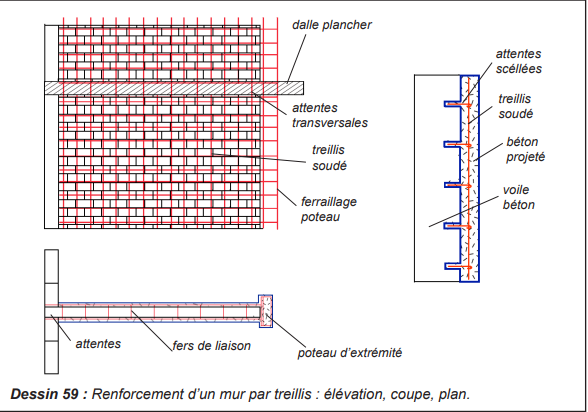 dalle plancher
attentes
transversales
treillis
soudé
ferraillage
poteau
attentes
scéllées
treillis
soudé
béton
projeté
voile
béton
attentes
fers de liaison
poteau d'extrémité
Dessin 59 : Renforcement d'un mur par treillis : élévation, coupe, plan.